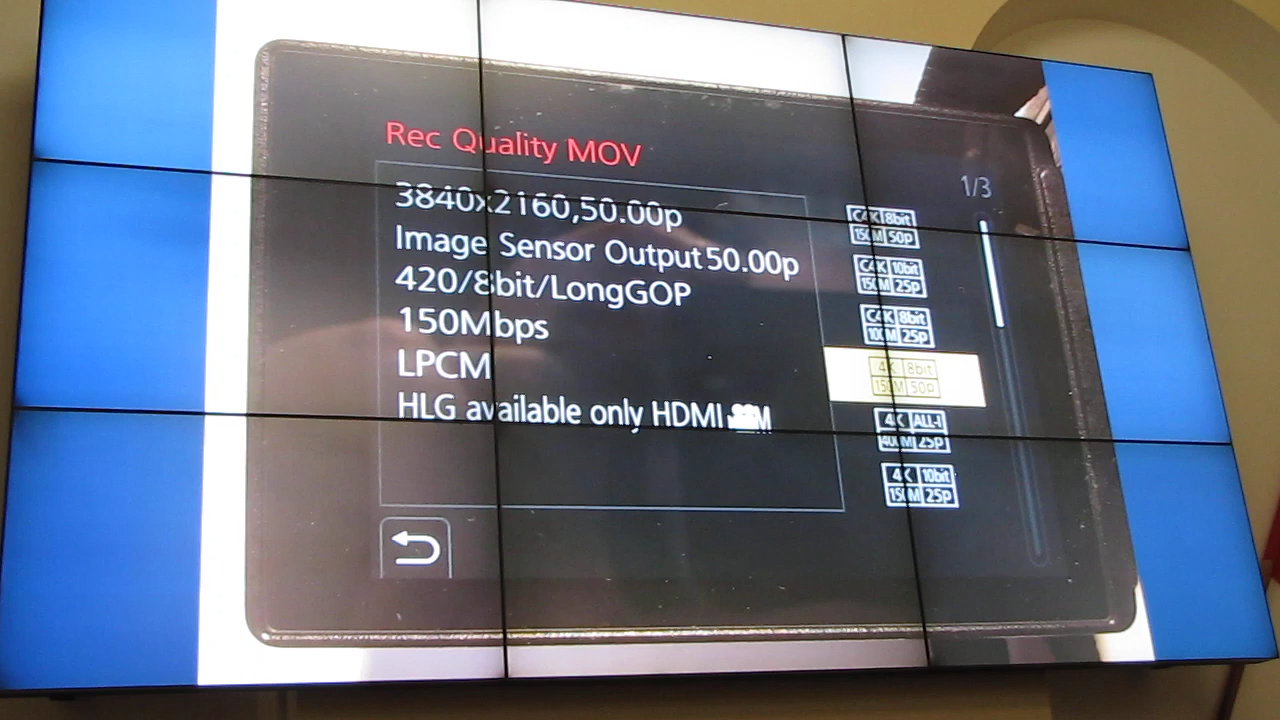 Rec Quality MOV
1/3
3840x2160,50.00p
Image Sensor Output 50.00p
420/8bit/LongGOP
150Mbps
LPCM
HLG available only HDMI
C4K 8bit
150M 50p
C4K 10bit
150M 25p
C4K 8bit
100M 25p
4K 8bit
150M 50p
4K ALL-I
400M 25p
4K 10bit
150M 25p